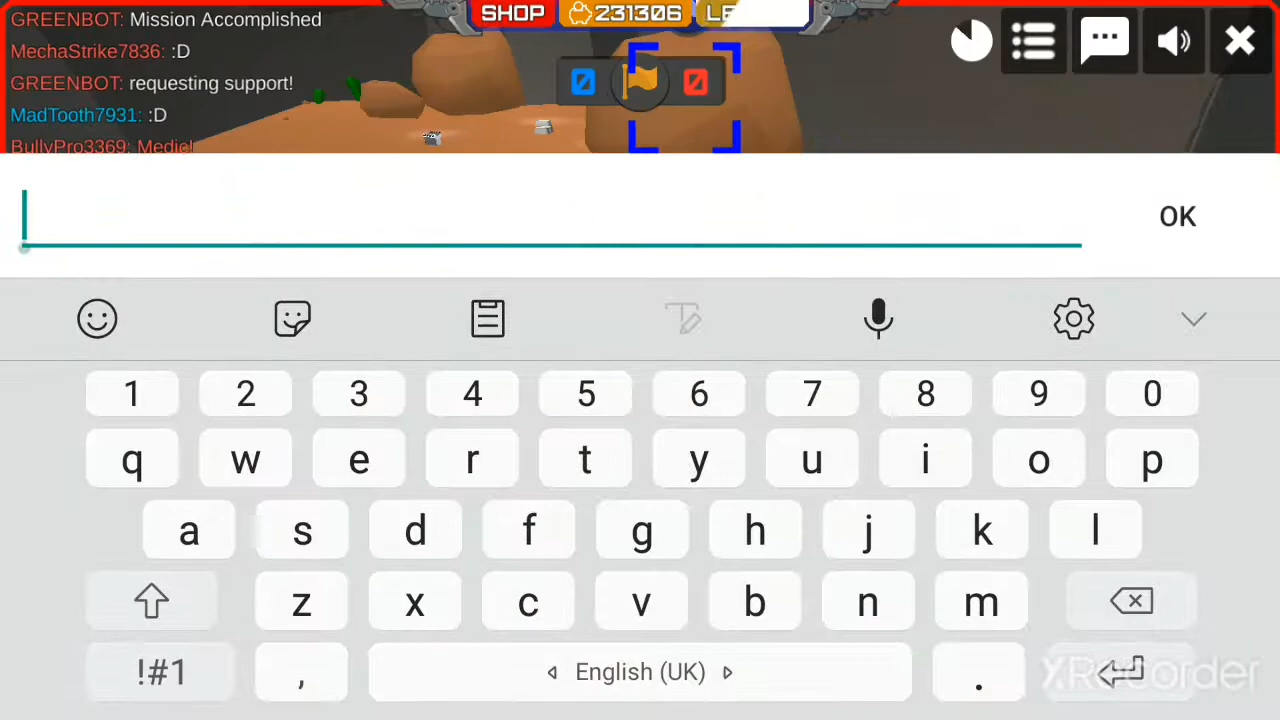 GREENBOT: Mission Accomplished
MechaStrike7836: :D
GREENBOT: requesting support!
MadTooth7931: :D
BullyPro3369: Medic!
SHOP 231306 LE
0 0
OK
1 2 3 4 5 6 7 8 9 0
q w e r t y u i o p
a s d f g h j k l
z x c v b n m
!#1 , English (UK) .
XRecorder